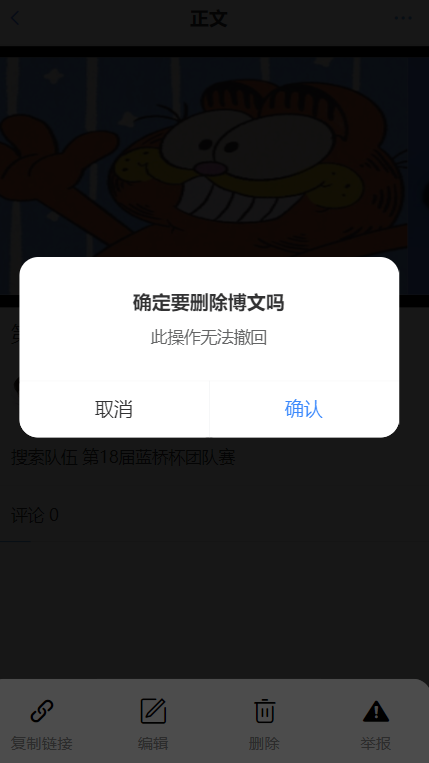 正文
确定要删除博文吗
此操作无法撤回
取消
确认
搜索队伍 第18届蓝桥杯团队赛
评论 0
复制链接
编辑
删除
举报